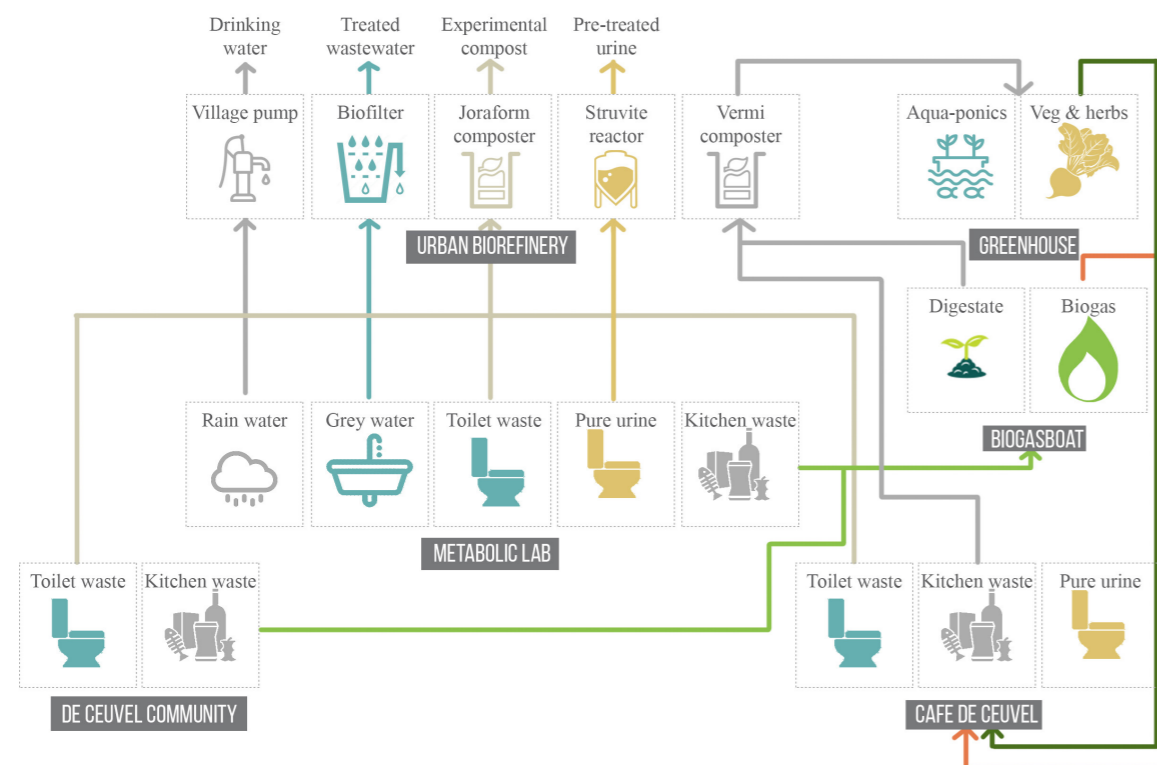 Drinking
water
Treated
wastewater
Experimental
compost
Pre-treated
urine
Village pump
Biofilter
Joraform
composter
Struvite
reactor
Vermi
composter
Aqua-ponics
Veg & herbs
URBAN BIOREFINERY
GREENHOUSE
Digestate
Biogas
BIOGASBOAT
Rain water
Grey water
Toilet waste
Pure urine
Kitchen waste
METABOLIC LAB
Toilet waste
Kitchen waste
DE CEUVEL COMMUNITY
Toilet waste
Kitchen waste
Pure urine
CAFE DE CEUVEL